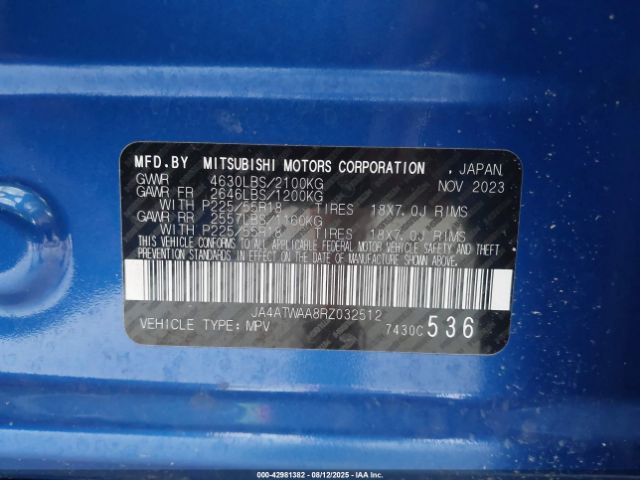 MFD.BY MITSUBISHI MOTORS CORPORATION , JAPAN
GVWR 4630LBS/2100KG NOV 2023
GAWR FR 2646LBS/1200KG
WITH P225/55R18 TIRES 18X7.0J RIMS
GAWR RR 2557LBS/1160KG
WITH P225/55R18 TIRES 18X7.0J RIMS
THIS VEHICLE CONFORMS TO ALL APPLICABLE FEDERAL MOTOR VEHICLE SAFETY AND THEFT
PREVENTION STANDARDS IN EFFECT ON THE DATE OF MANUFACTURE SHOWN ABOVE.
JA4ATWAA8RZ032512
VEHICLE TYPE: MPV 7430C 536
000-42981382 - 08/12/2025 - IAAI.COM